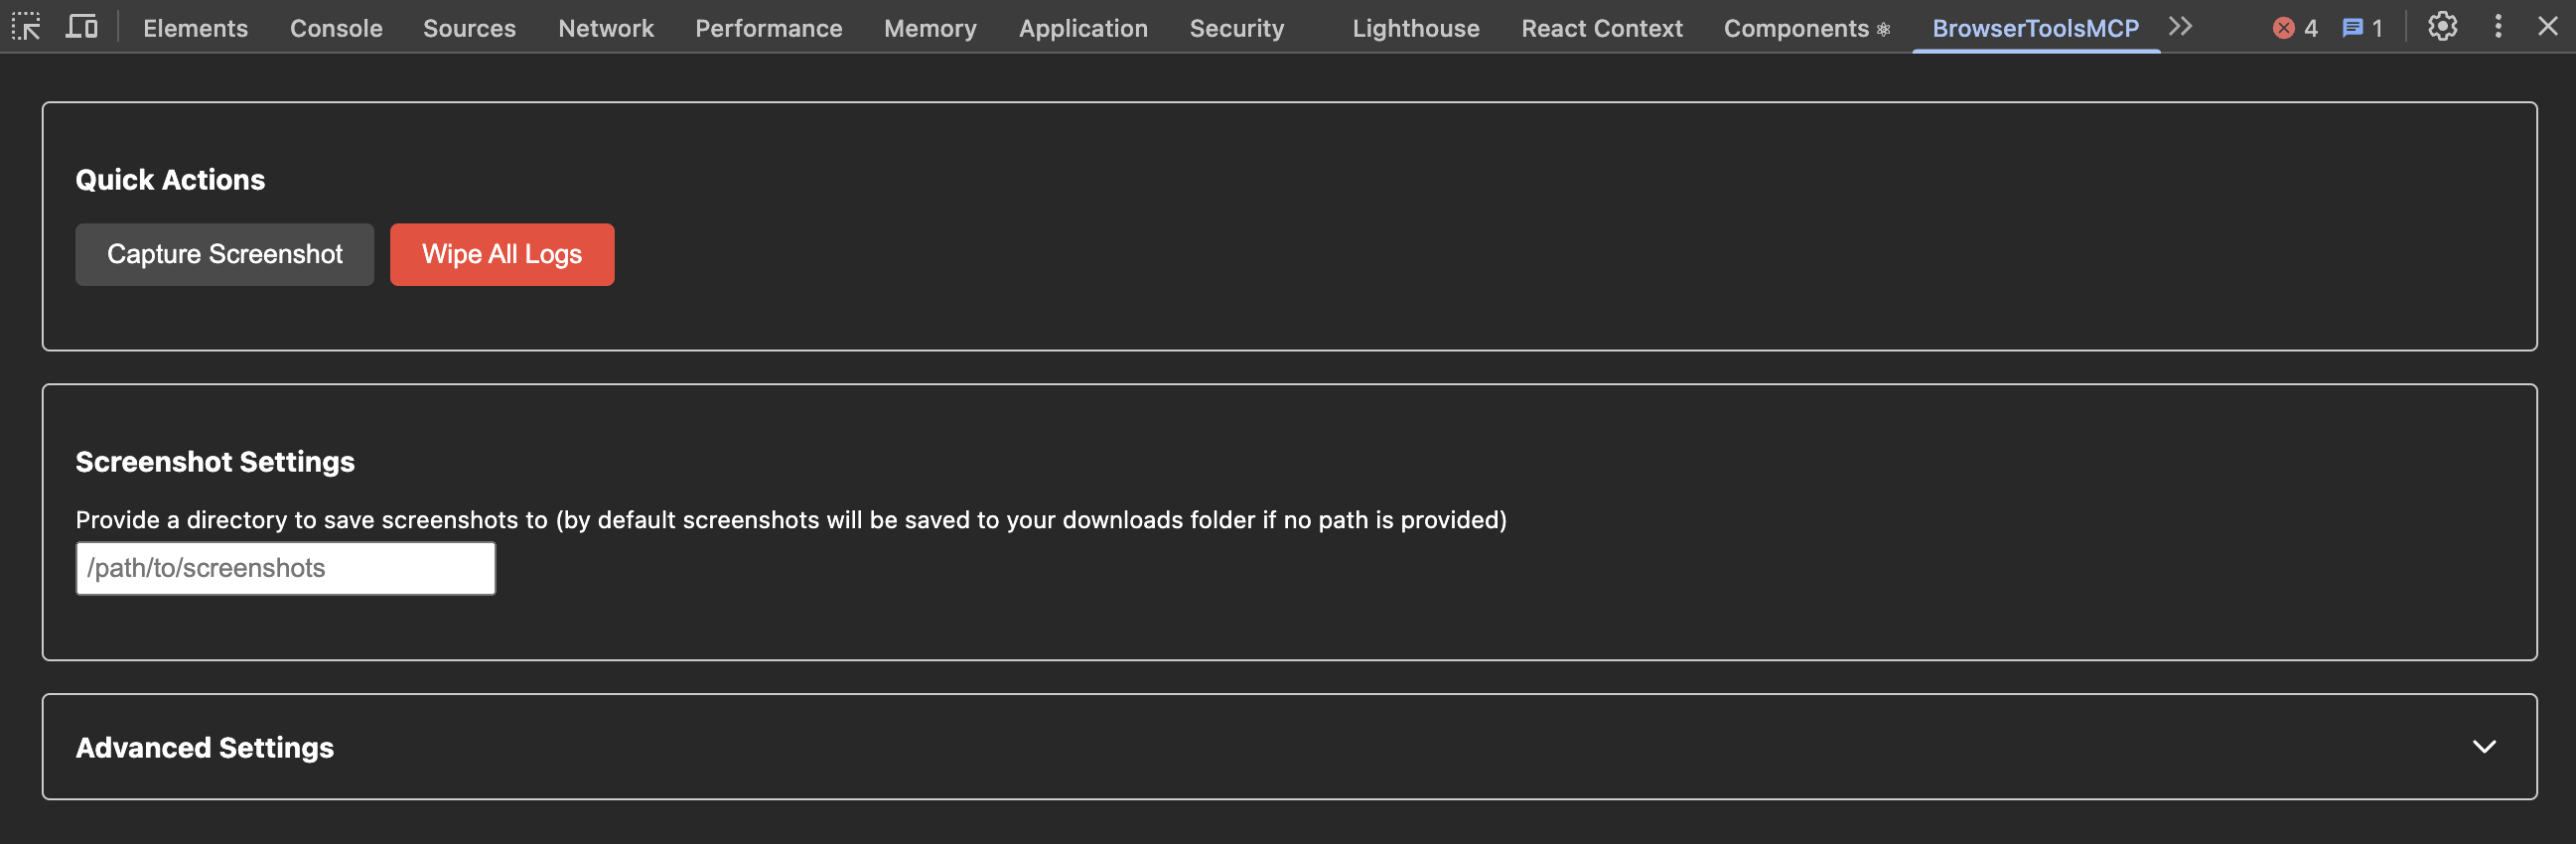 Elements Console Sources Network Performance Memory Application Security Lighthouse React Context Components ⚛ BrowserToolsMCP 4 1
Quick Actions
Capture Screenshot Wipe All Logs
Screenshot Settings
Provide a directory to save screenshots to (by default screenshots will be saved to your downloads folder if no path is provided)
/path/to/screenshots
Advanced Settings